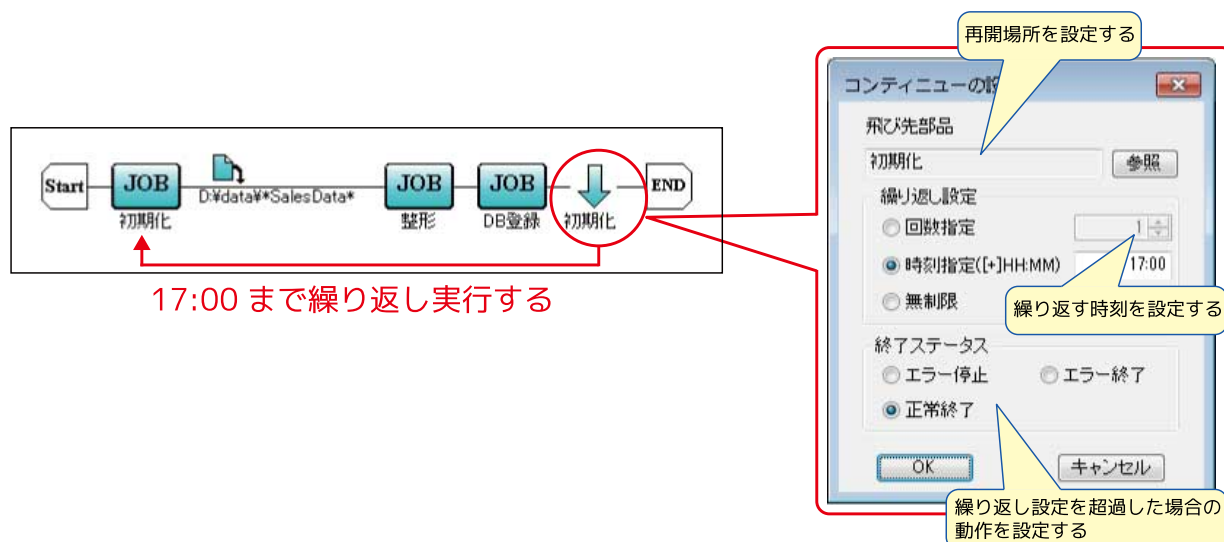 Start
JOB
初期化
D:¥data¥*SalesData*
JOB
整形
JOB
DB登録
初期化
END
17:00 まで繰り返し実行する
再開場所を設定する
コンティニューの設
飛び先部品
初期化
参照
繰り返し設定
回数指定
1
時刻指定([+]HH:MM)
17:00
無制限
繰り返す時刻を設定する
終了ステータス
エラー停止
エラー終了
正常終了
OK
キャンセル
繰り返し設定を超過した場合の
動作を設定する